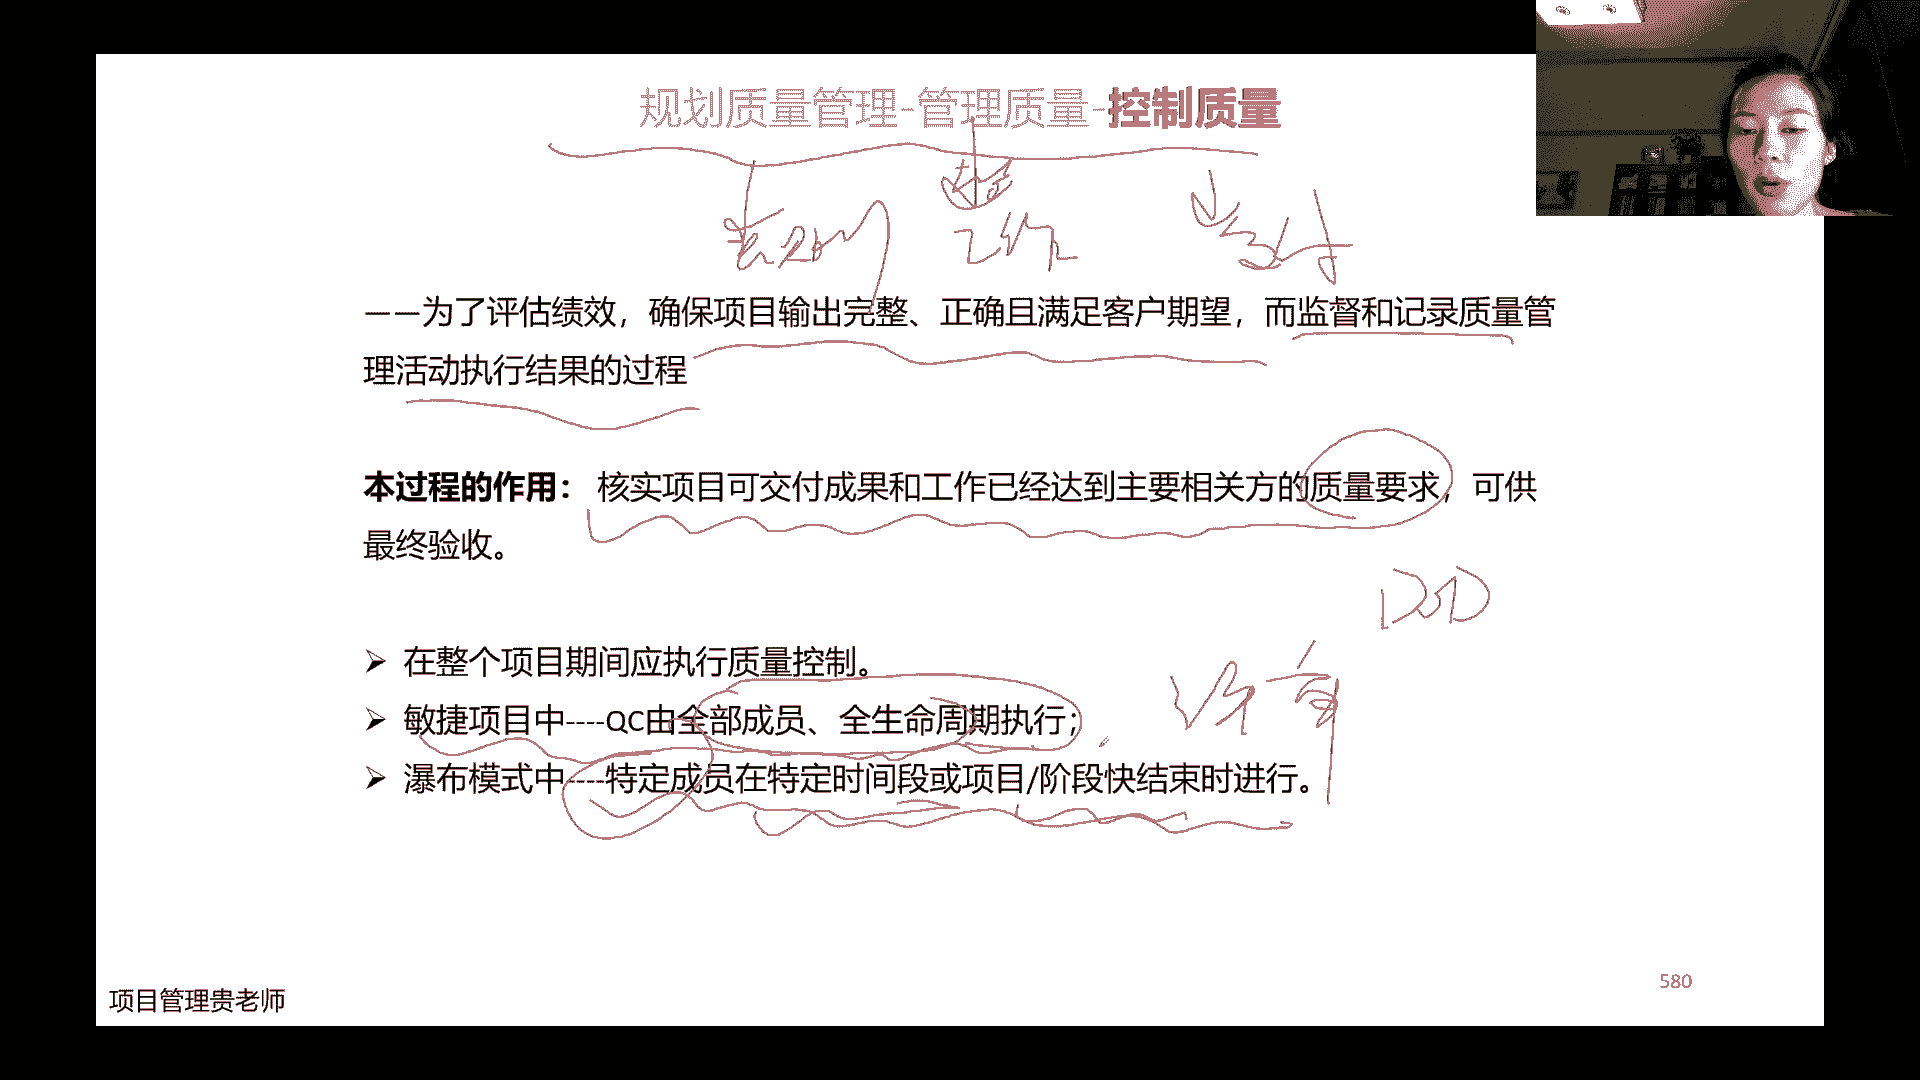 规划质量管理-管理质量-控制质量
规则
工作
交付
——为了评估绩效，确保项目输出完整、正确且满足客户期望，而监督和记录质量管
理活动执行结果的过程
本过程的作用： 核实项目可交付成果和工作已经达到主要相关方的质量要求，可供
最终验收。
DOD
➢ 在整个项目期间应执行质量控制。
➢ 敏捷项目中----QC由全部成员、全生命周期执行；
➢ 瀑布模式中----特定成员在特定时间段或项目/阶段快结束时进行。
580
项目管理贵老师